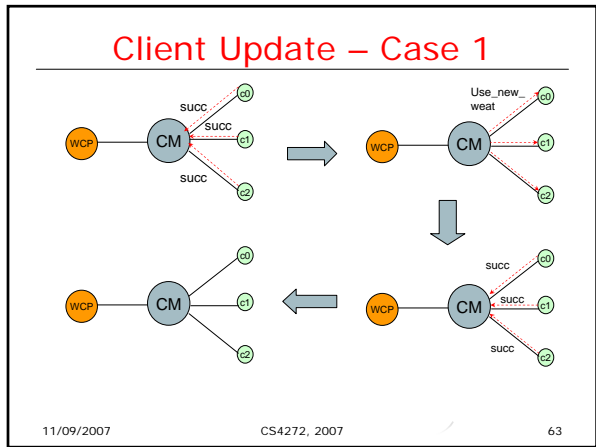 Client Update – Case 1
c0
succ
succ
WCP
CM
c1
succ
c2
Use_new_
weat
c0
WCP
CM
c1
c2
c0
WCP
CM
c1
c2
c0
succ
succ
WCP
CM
c1
succ
c2
11/09/2007
CS4272, 2007
63